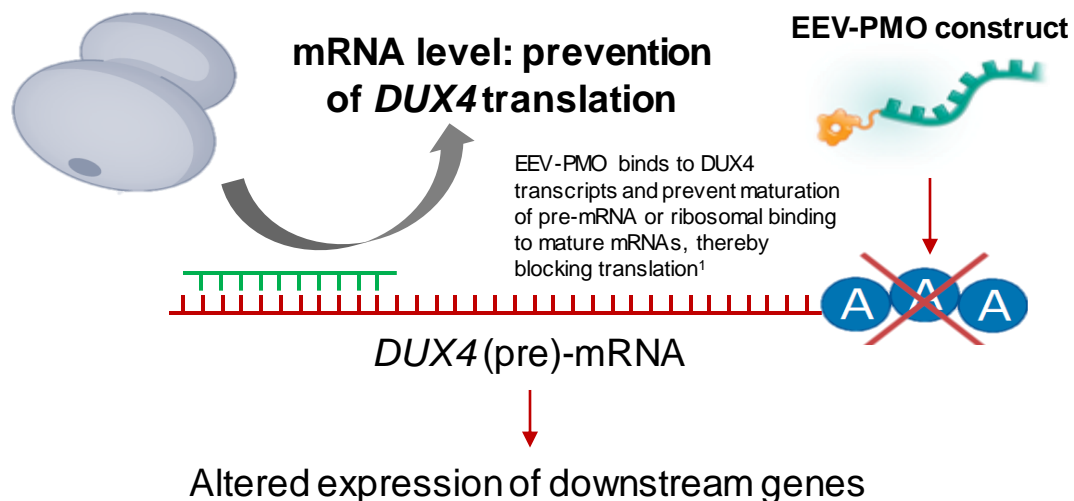 mRNA level: prevention
of DUX4 translation
EEV-PMO construct
EEV-PMO binds to DUX4
transcripts and prevent maturation
of pre-mRNA or ribosomal binding
to mature mRNAs, thereby
blocking translation¹
A A A
DUX4 (pre)-mRNA
Altered expression of downstream genes